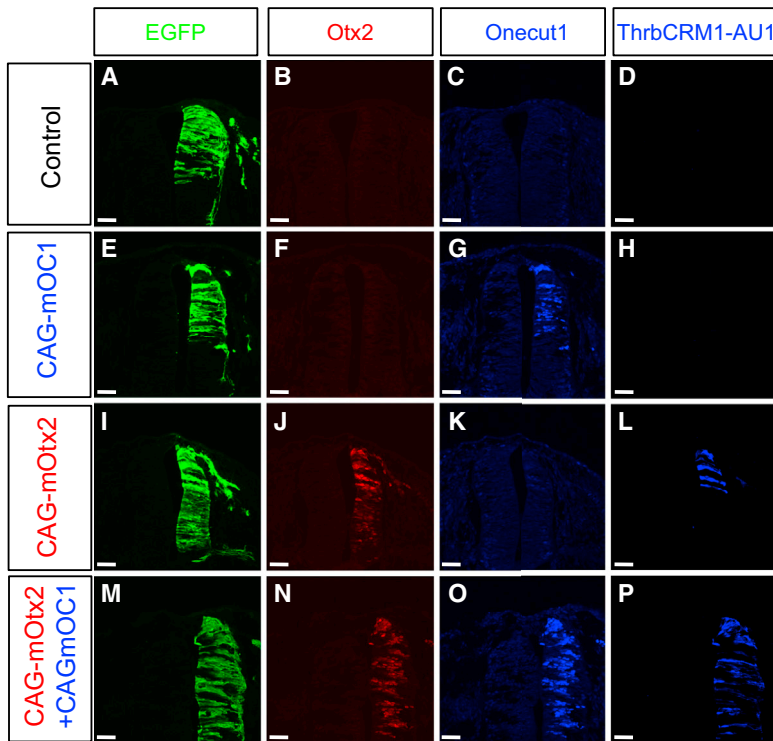 EGFP Otx2 Onecut1 ThrbCRM1-AU1
Control
A B C D
CAG-mOC1
E F G H
CAG-mOtx2
I J K L
CAG-mOtx2
+CAGmOC1
M N O P